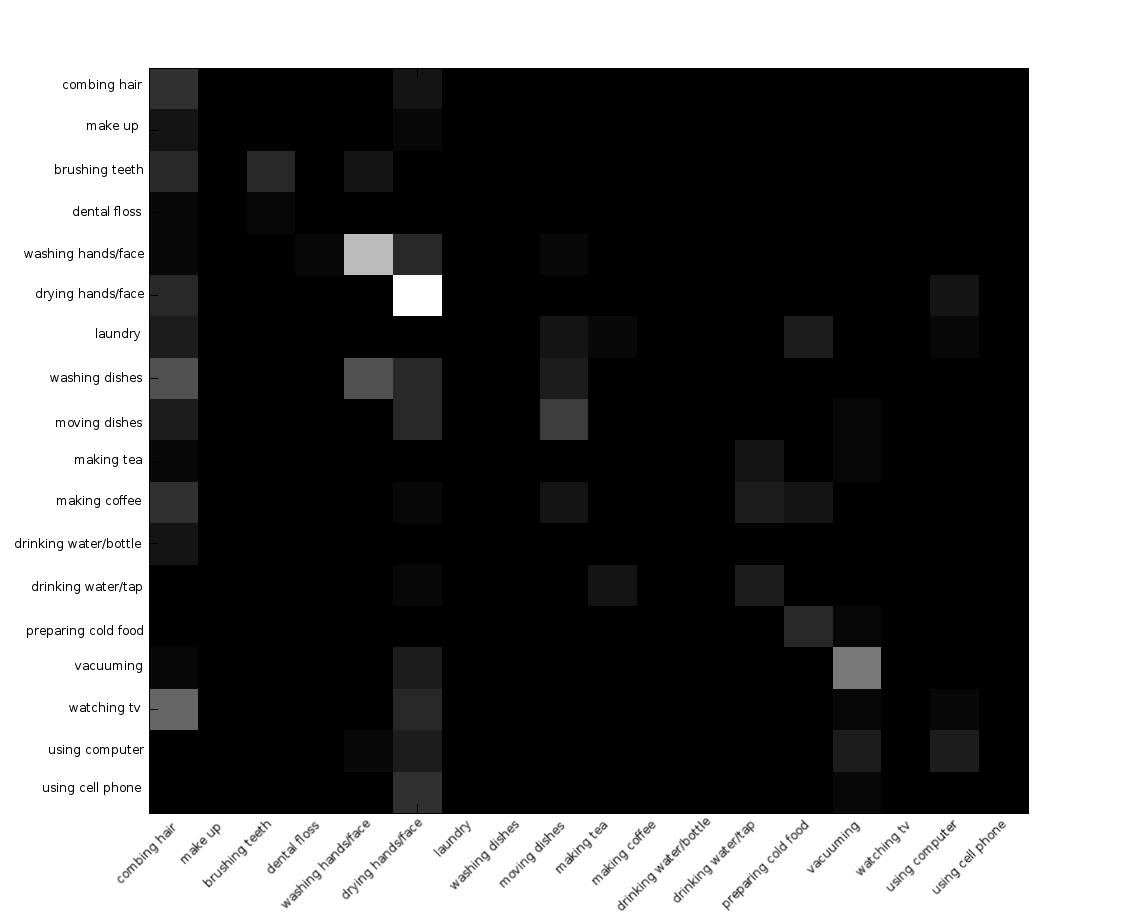 combing hair
make up
brushing teeth
dental floss
washing hands/face
drying hands/face
laundry
washing dishes
moving dishes
making tea
making coffee
drinking water/bottle
drinking water/tap
preparing cold food
vacuuming
watching tv
using computer
using cell phone
combing hair
make up
brushing teeth
dental floss
washing hands/face
drying hands/face
laundry
washing dishes
moving dishes
making tea
making coffee
drinking water/bottle
drinking water/tap
preparing cold food
vacuuming
watching tv
using computer
using cell phone